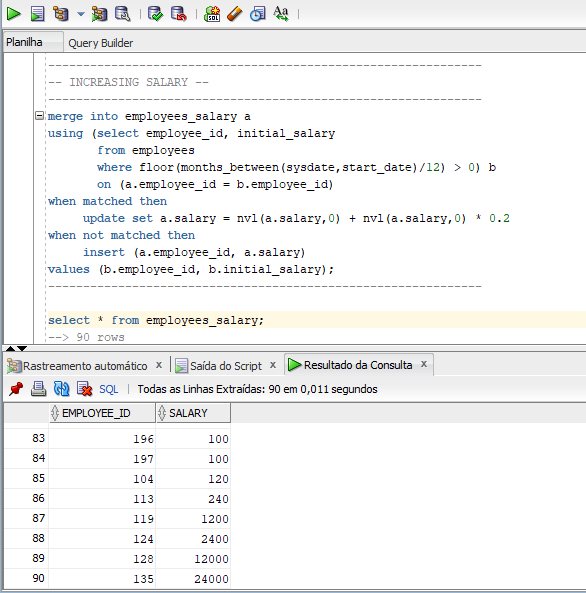 SQL
Aa
Planilha Query Builder
--------------------------------------------------------------
-- INCREASING SALARY --
--------------------------------------------------------------
merge into employees_salary a
using (select employee_id, initial_salary
from employees
where floor(months_between(sysdate,start_date)/12) > 0) b
on (a.employee_id = b.employee_id)
when matched then
update set a.salary = nvl(a.salary,0) + nvl(a.salary,0) * 0.2
when not matched then
insert (a.employee_id, a.salary)
values (b.employee_id, b.initial_salary);
--------------------------------------------------------------
select * from employees_salary;
--> 90 rows
Rastreamento automático x Saída do Script x Resultado da Consulta x
SQL | Todas as Linhas Extraídas: 90 em 0,011 segundos
EMPLOYEE_ID SALARY
83 196 100
84 197 100
85 104 120
86 113 240
87 119 1200
88 124 2400
89 128 12000
90 135 24000